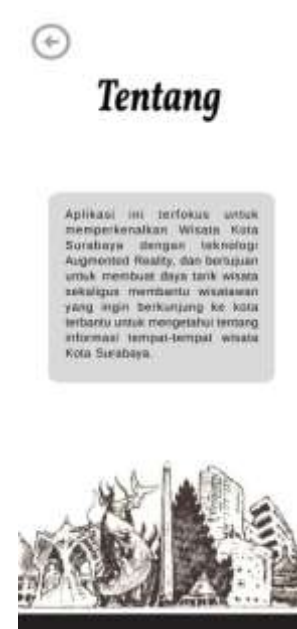 Tentang
Aplikasi ini terfokus untuk
memperkenalkan Wisata Kota
Surabaya dengan teknologi
Augmented Reality, dan bertujuan
untuk membuat daya tarik wisata
sekaligus membantu wisatawan
yang ingin berkunjung ke kota
terbantu untuk mengetahui tentang
informasi tempat-tempat wisata
Kota Surabaya.